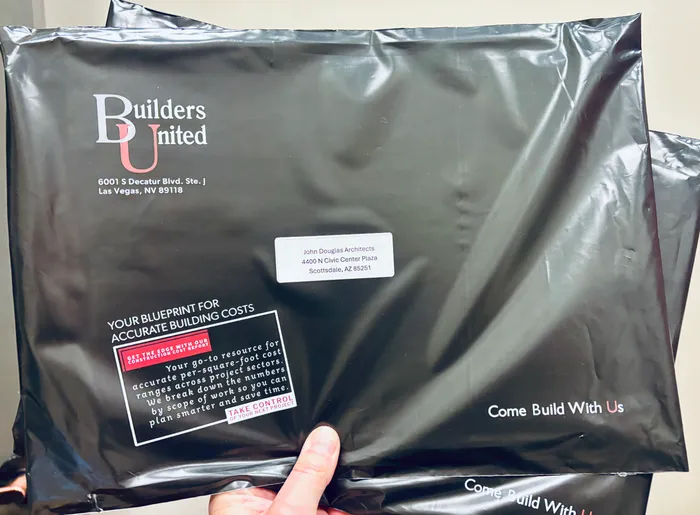 Builders
United
6001 S Decatur Blvd. Ste. J
Las Vegas, NV 89118
John Douglas Architects
4400 N Civic Center Plaza
Scottsdale, AZ 85251
YOUR BLUEPRINT FOR
ACCURATE BUILDING COSTS
GET THE EDGE WITH OUR
CONSTRUCTION COST REPORT
Your go-to resource for
accurate per-square-foot cost
ranges across project sectors.
We break down the numbers
by scope of work so you can
plan smarter and save time.
TAKE CONTROL
OF YOUR NEXT PROJECT
Come Build With Us
Come Build With U